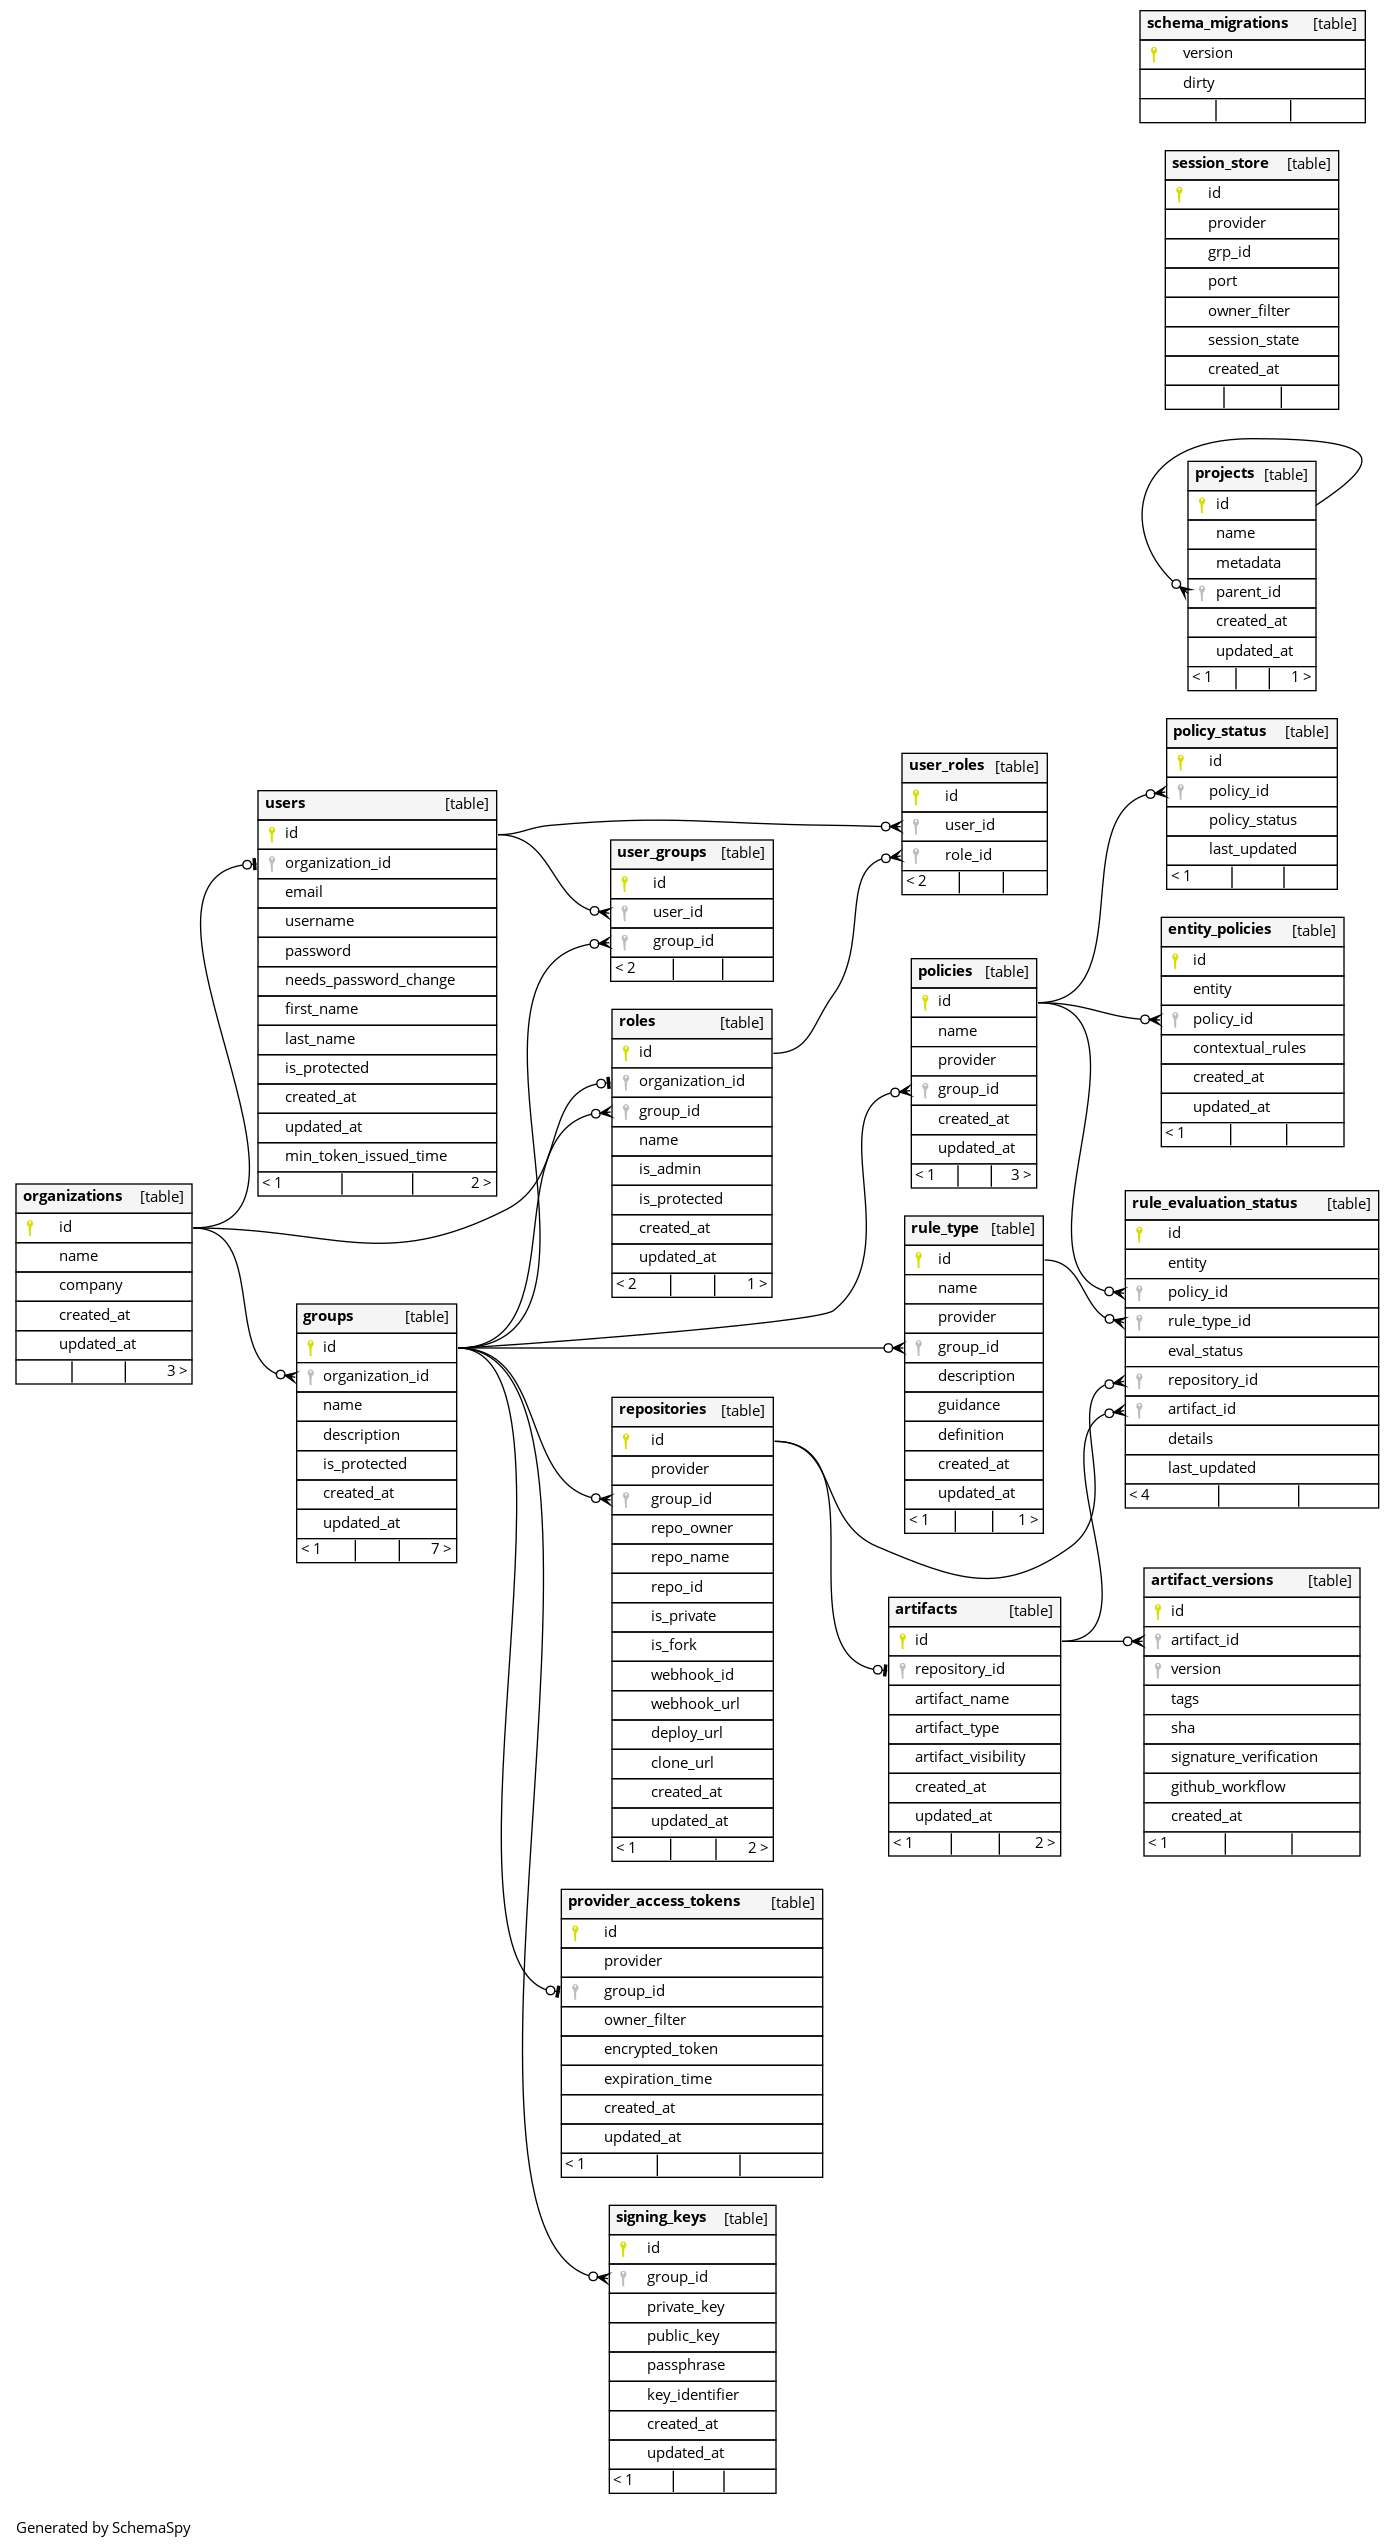 schema_migrations [table]
version
dirty
session_store [table]
id
provider
grp_id
port
owner_filter
session_state
created_at
projects [table]
id
name
metadata
parent_id
created_at
updated_at
< 1 1 >
policy_status [table]
id
policy_id
policy_status
last_updated
< 1
user_roles [table]
id
user_id
role_id
< 2
users [table]
id
organization_id
email
username
password
needs_password_change
first_name
last_name
is_protected
created_at
updated_at
min_token_issued_time
< 1 2 >
user_groups [table]
id
user_id
group_id
< 2
entity_policies [table]
id
entity
policy_id
contextual_rules
created_at
updated_at
< 1
policies [table]
id
name
provider
group_id
created_at
updated_at
< 1 3 >
roles [table]
id
organization_id
group_id
name
is_admin
is_protected
created_at
updated_at
< 2 1 >
organizations [table]
id
name
company
created_at
updated_at
3 >
rule_evaluation_status [table]
id
entity
policy_id
rule_type_id
eval_status
repository_id
artifact_id
details
last_updated
< 4
rule_type [table]
id
name
provider
group_id
description
guidance
definition
created_at
updated_at
< 1 1 >
groups [table]
id
organization_id
name
description
is_protected
created_at
updated_at
< 1 7 >
repositories [table]
id
provider
group_id
repo_owner
repo_name
repo_id
is_private
is_fork
webhook_id
webhook_url
deploy_url
clone_url
created_at
updated_at
< 1 2 >
artifacts [table]
id
repository_id
artifact_name
artifact_type
artifact_visibility
created_at
updated_at
< 1 2 >
artifact_versions [table]
id
artifact_id
version
tags
sha
signature_verification
github_workflow
created_at
< 1
provider_access_tokens [table]
id
provider
group_id
owner_filter
encrypted_token
expiration_time
created_at
updated_at
< 1
signing_keys [table]
id
group_id
private_key
public_key
passphrase
key_identifier
created_at
updated_at
< 1
Generated by SchemaSpy